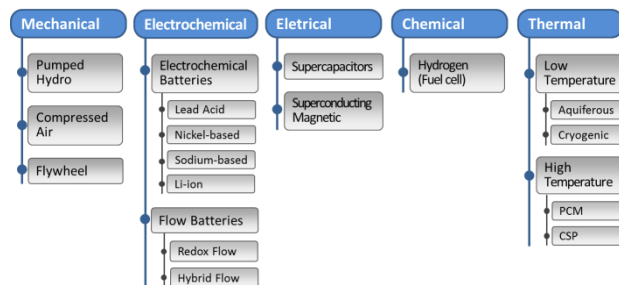 Mechanical
Pumped
Hydro
Compressed
Air
Flywheel
Electrochemical
Electrochemical
Batteries
Lead Acid
Nickel-based
Sodium-based
Li-ion
Flow Batteries
Redox Flow
Hybrid Flow
Eletrical
Supercapacitors
Superconducting
Magnetic
Chemical
Hydrogen
(Fuel cell)
Thermal
Low
Temperature
Aquiferous
Cryogenic
High
Temperature
PCM
CSP